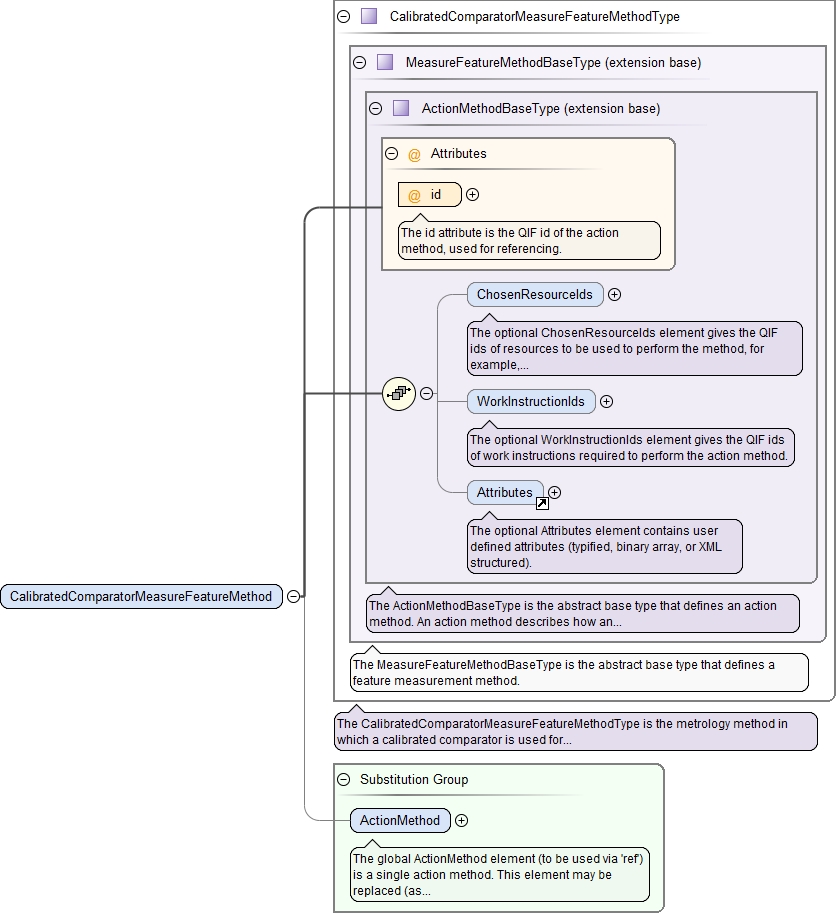 CalibratedComparatorMeasureFeatureMethodType
MeasureFeatureMethodBaseType (extension base)
ActionMethodBaseType (extension base)
@ Attributes
@ id
The id attribute is the QIF id of the action
method, used for referencing.
ChosenResourceIds
The optional ChosenResourceIds element gives the QIF
ids of resources to be used to perform the method, for
example,...
WorkInstructionIds
The optional WorkInstructionIds element gives the QIF ids
of work instructions required to perform the action method.
Attributes
The optional Attributes element contains user
defined attributes (typified, binary array, or XML
structured).
CalibratedComparatorMeasureFeatureMethod
The ActionMethodBaseType is the abstract base type that defines an action
method. An action method describes how an...
The MeasureFeatureMethodBaseType is the abstract base type that defines a
feature measurement method.
The CalibratedComparatorMeasureFeatureMethodType is the metrology method in
which a calibrated comparator is used for...
Substitution Group
ActionMethod
The global ActionMethod element (to be used via 'ref')
is a single action method. This element may be
replaced (as...